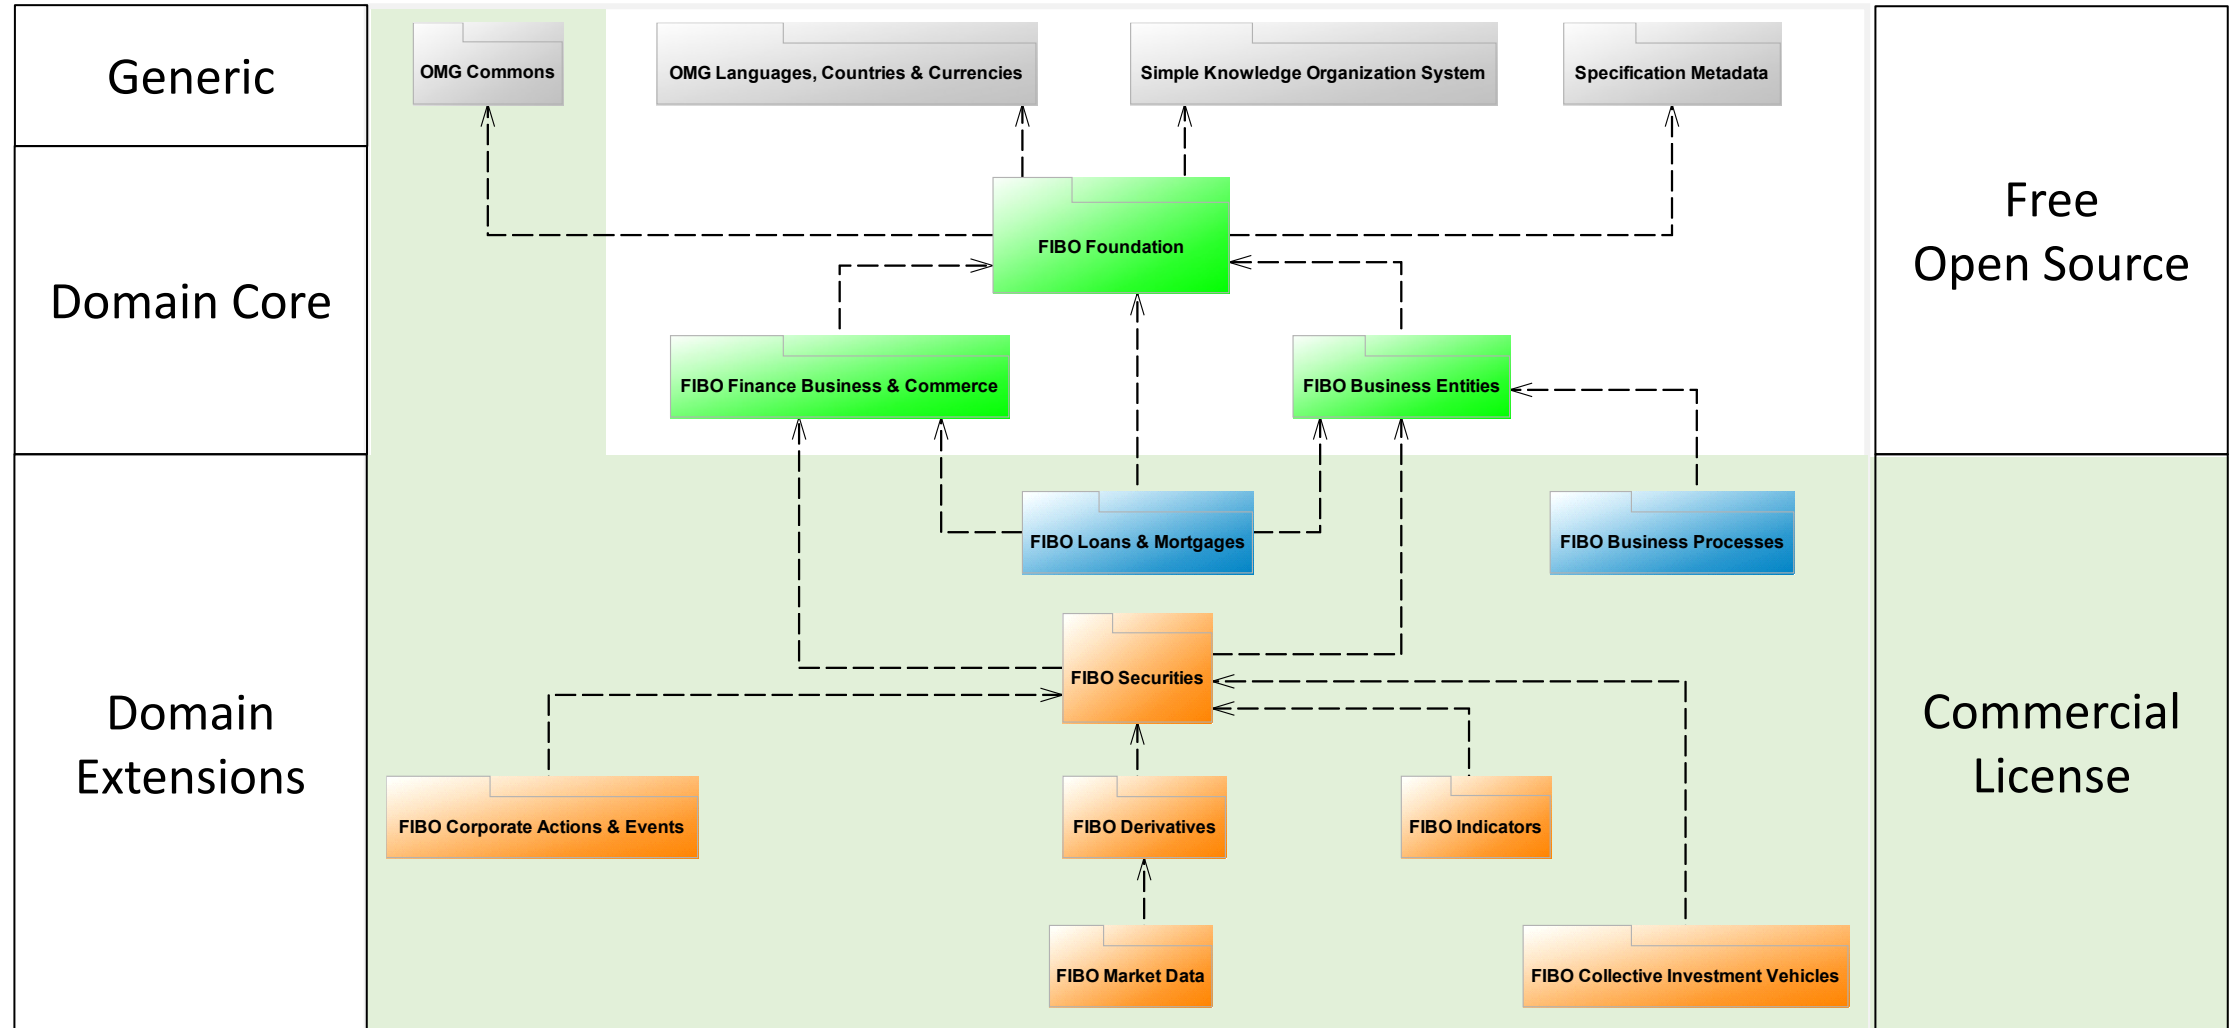 Generic
OMG Commons
OMG Languages, Countries & Currencies
Simple Knowledge Organization System
Specification Metadata
Free
Open Source
Domain Core
FIBO Foundation
FIBO Finance Business & Commerce
FIBO Business Entities
FIBO Loans & Mortgages
FIBO Business Processes
Domain
Extensions
FIBO Securities
Commercial
License
FIBO Corporate Actions & Events
FIBO Derivatives
FIBO Indicators
FIBO Market Data
FIBO Collective Investment Vehicles